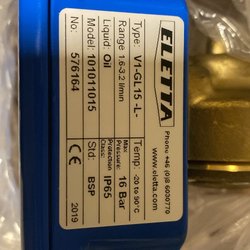 ELETTA
Phone +46 (0)8 6030770
eletta.com
Type: V1-GL15 -L-
Range: 1.6-3.2 l/min
Liquid: Oil
Model: 101011015
No: 576164
Temp: -20 to 90°C
Max Pressure: 16 Bar
Protection Class: IP65
Std: BSP
2019